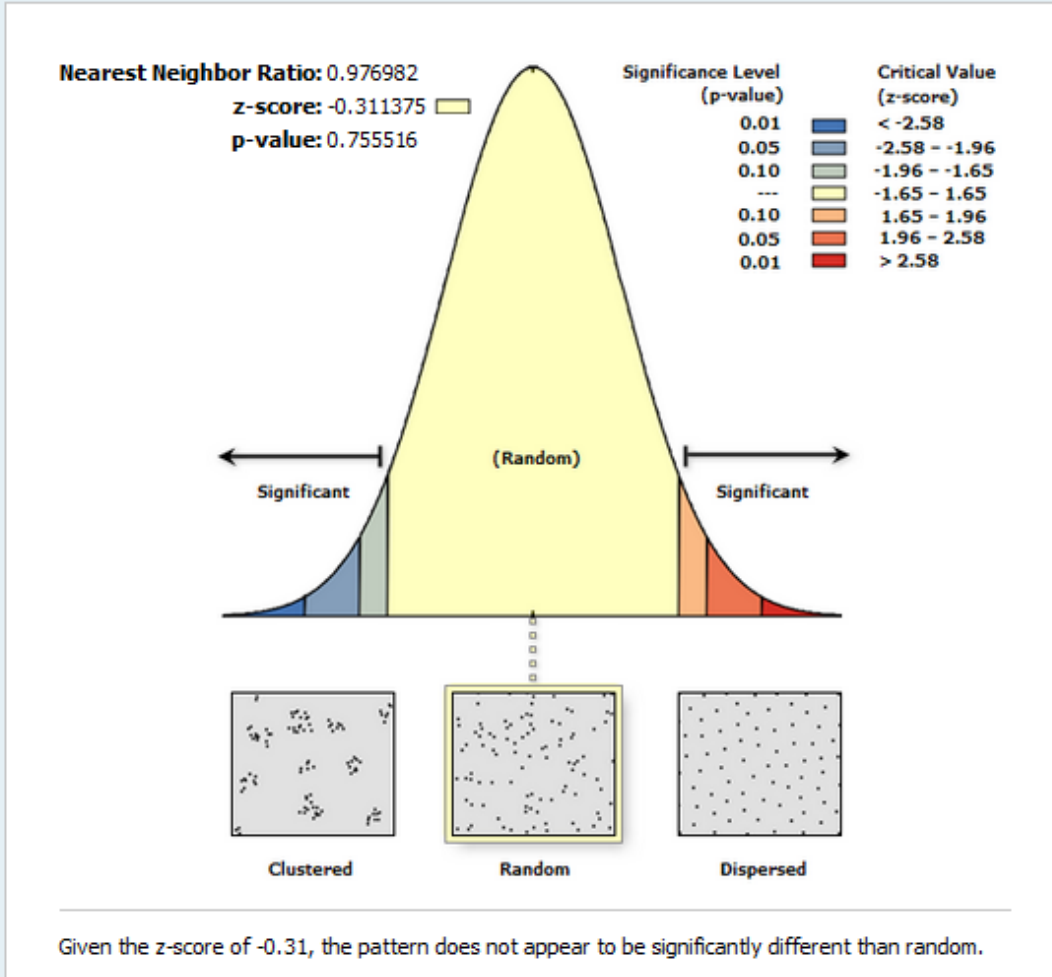 Nearest Neighbor Ratio: 0.976982
z-score: -0.311375
p-value: 0.755516
Significance Level
(p-value)
Critical Value
(z-score)
0.01 < -2.58
0.05 -2.58 – -1.96
0.10 -1.96 – -1.65
--- -1.65 – 1.65
0.10 1.65 – 1.96
0.05 1.96 – 2.58
0.01 > 2.58
(Random)
Significant
Significant
Clustered
Random
Dispersed
Given the z-score of -0.31, the pattern does not appear to be significantly different than random.